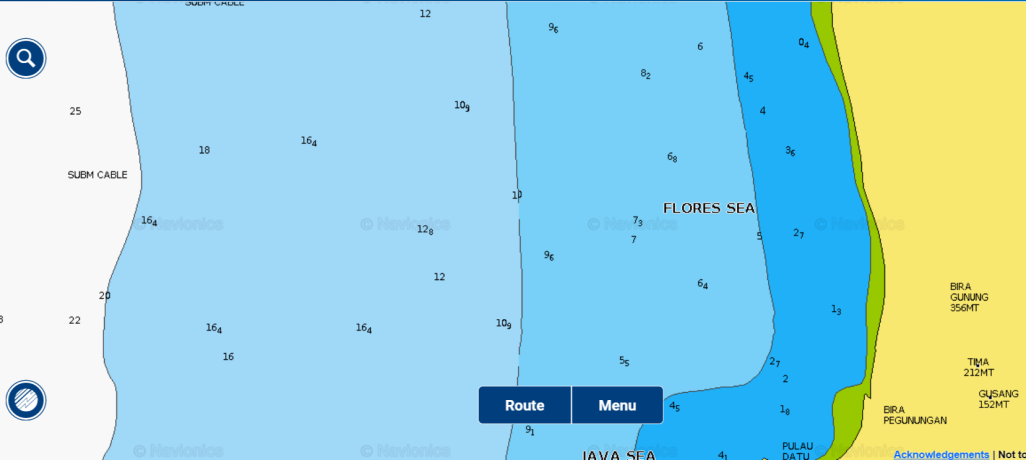 SUBM CABLE
12
9₆
6
0₄
8₂
4₅
25
10₉
4
16₄
18
6₈
3₆
SUBM CABLE
10
FLORES SEA
16₄
© Navionics
© Navionics
© Navionics
© Navionics
7₃
12₈
7
5
2₇
9₆
12
6₄
BIRA
GUNUNG
356MT
20
1₃
22
16₄
16₄
10₉
16
5₅
2₇
TIMA
212MT
2
GUSANG
152MT
Route
Menu
4₅
1₈
BIRA
PEGUNUNGAN
9₁
PULAU
DATU
JAVA SEA
4₁
© Navionics
© Navionics
Acknowledgements | Not to